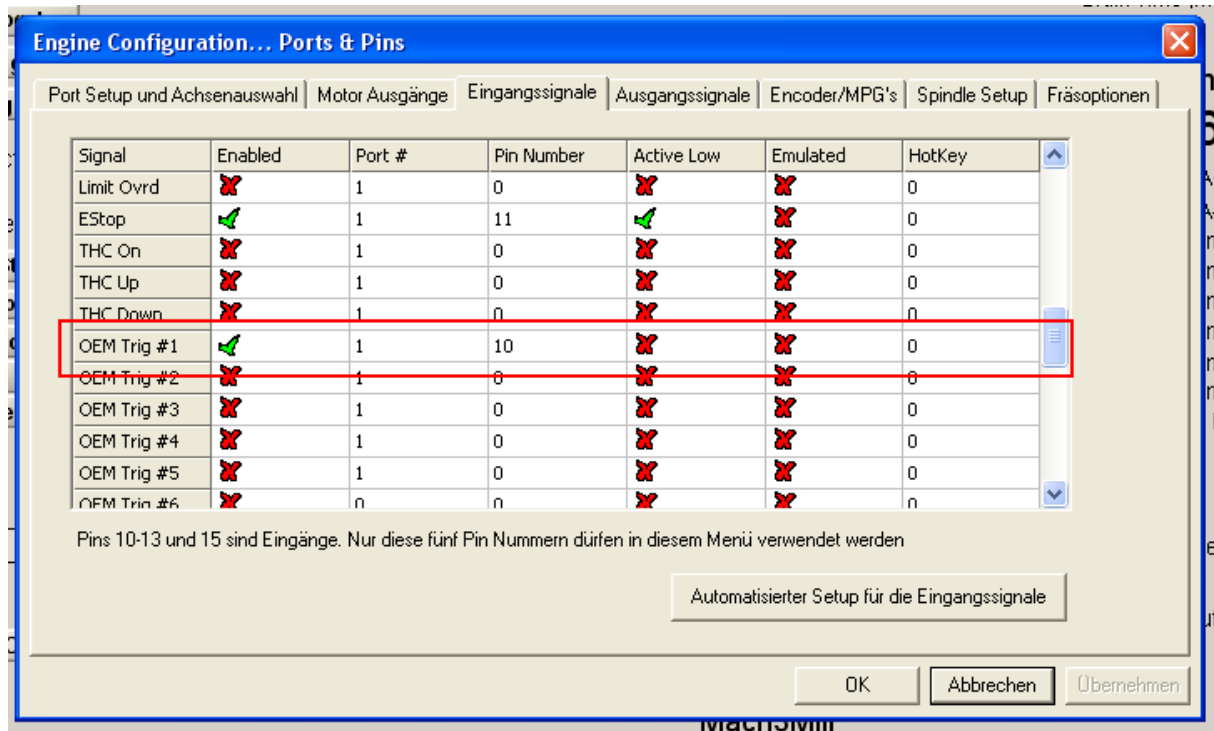 Engine Configuration... Ports & Pins
Port Setup und Achsenauswahl Motor Ausgänge Eingangssignale Ausgangssignale Encoder/MPG's Spindle Setup Fräsoptionen
Signal Enabled Port # Pin Number Active Low Emulated HotKey
Limit Ovrd 1 0 0
EStop 1 11 0
THC On 1 0 0
THC Up 1 0 0
THC Down 1 0 0
OEM Trig #1 1 10 0
OEM Trig #2 1 0 0
OEM Trig #3 1 0 0
OEM Trig #4 1 0 0
OEM Trig #5 1 0 0
OEM Trig #6 0 0 0
Pins 10-13 und 15 sind Eingänge. Nur diese fünf Pin Nummern dürfen in diesem Menü verwendet werden
Automatisierter Setup für die Eingangssignale
OK Abbrechen Übernehmen
Mach3Mill